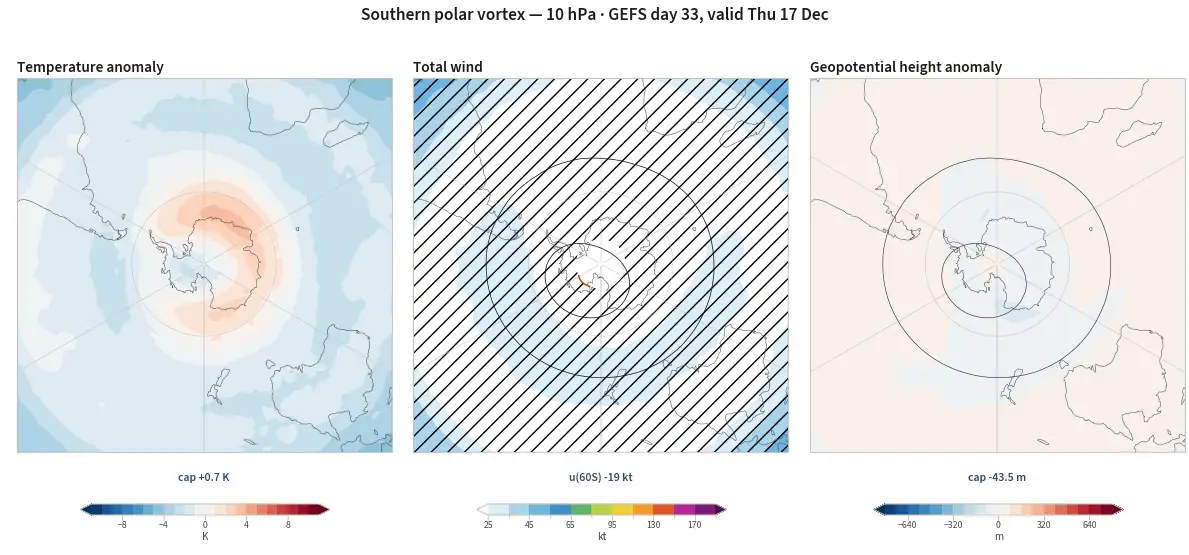 Southern polar vortex — 10 hPa · GEFS day 33, valid Thu 17 Dec
Temperature anomaly
Total wind
Geopotential height anomaly
cap +0.7 K
u(60S) -19 kt
cap -43.5 m
−8 −4 0 4 8
K
25 45 65 95 130 170
kt
−640 −320 0 320 640
m